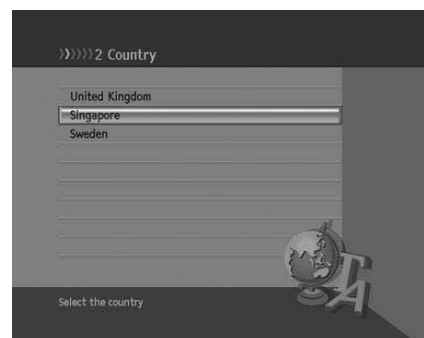 ⟩⟩⟩⟩⟩2 Country
United Kingdom
Singapore
Sweden
Select the country